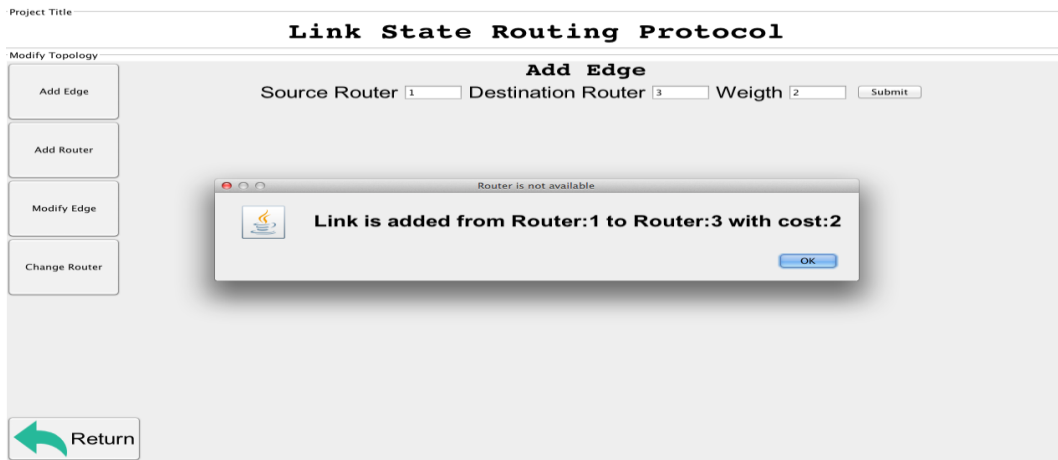 Project Title
Link State Routing Protocol
Modify Topology
Add Edge
Source Router 1 Destination Router 3 Weigth 2 Submit
Add Edge
Add Router
Modify Edge
Change Router
Router is not available
Link is added from Router:1 to Router:3 with cost:2
OK
Return